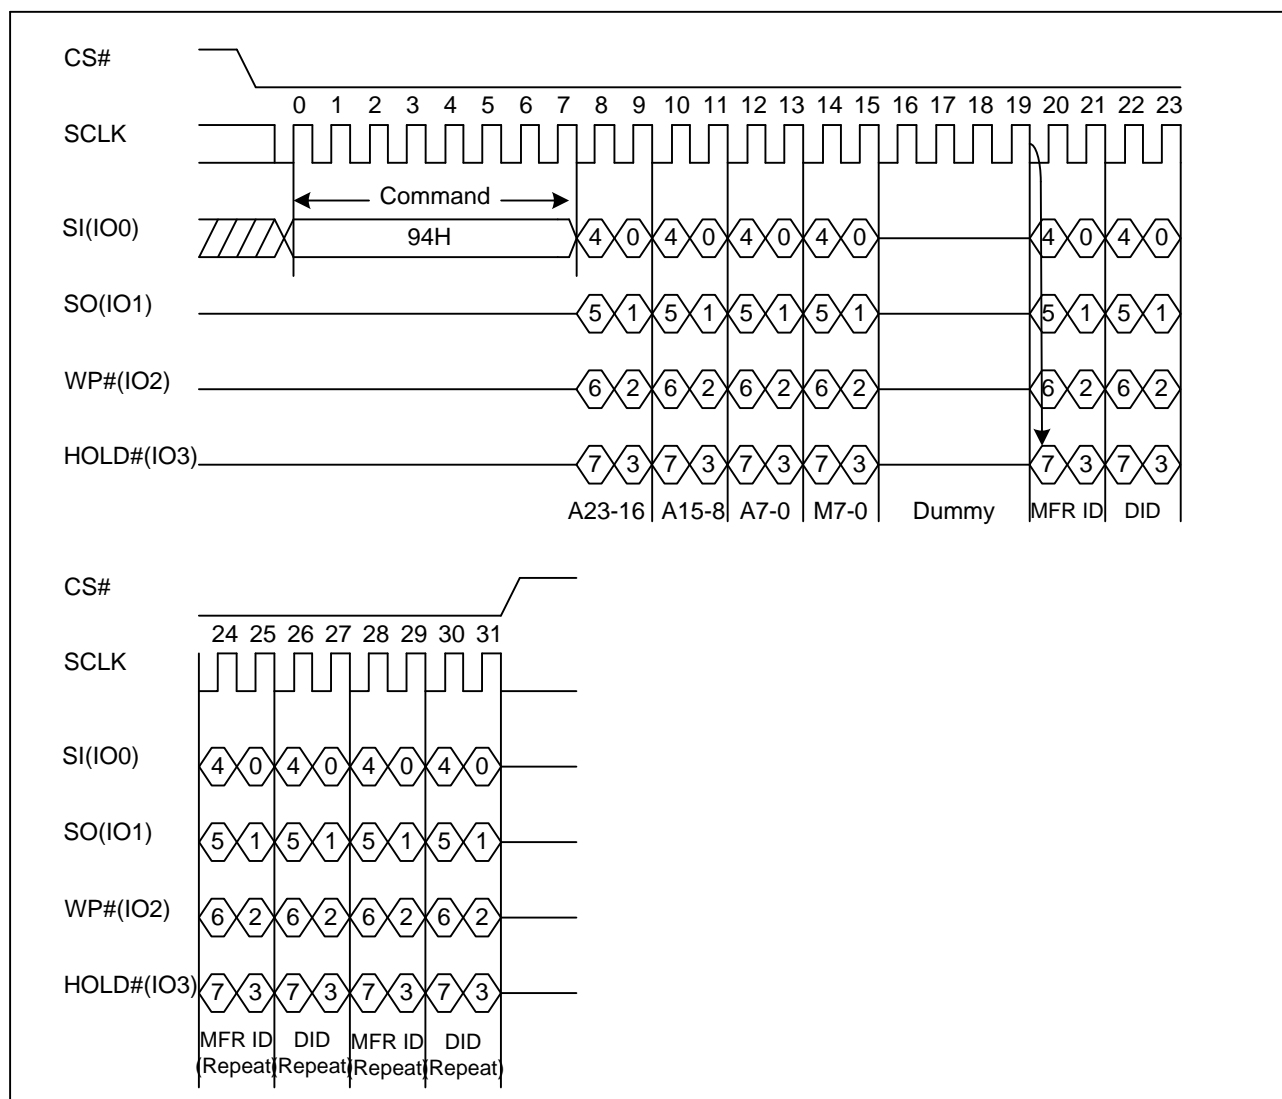 CS#
0 1 2 3 4 5 6 7 8 9 10 11 12 13 14 15 16 17 18 19 20 21 22 23
SCLK
Command
SI(IO0)
94H
4 0 4 0 4 0 4 0 4 0 4 0
SO(IO1)
5 1 5 1 5 1 5 1 5 1 5 1
WP#(IO2)
6 2 6 2 6 2 6 2 6 2 6 2
HOLD#(IO3)
7 3 7 3 7 3 7 3 7 3 7 3
A23-16 A15-8 A7-0 M7-0 Dummy MFR ID DID
CS#
24 25 26 27 28 29 30 31
SCLK
SI(IO0)
4 0 4 0 4 0 4 0
SO(IO1)
5 1 5 1 5 1 5 1
WP#(IO2)
6 2 6 2 6 2 6 2
HOLD#(IO3)
7 3 7 3 7 3 7 3
MFR ID DID MFR ID DID
(Repeat) (Repeat) (Repeat) (Repeat)